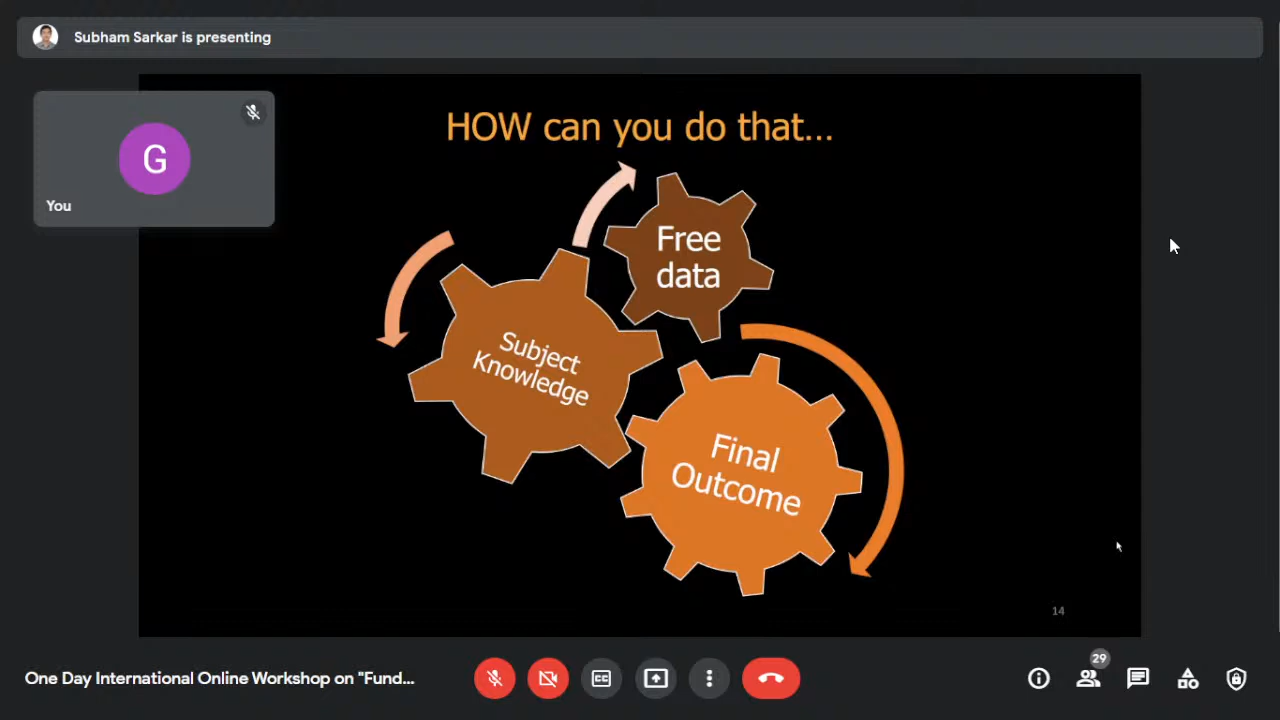 Subham Sarkar is presenting
G
You
HOW can you do that...
Free
data
Subject
Knowledge
Final
Outcome
14
One Day International Online Workshop on "Fund...
CC
29